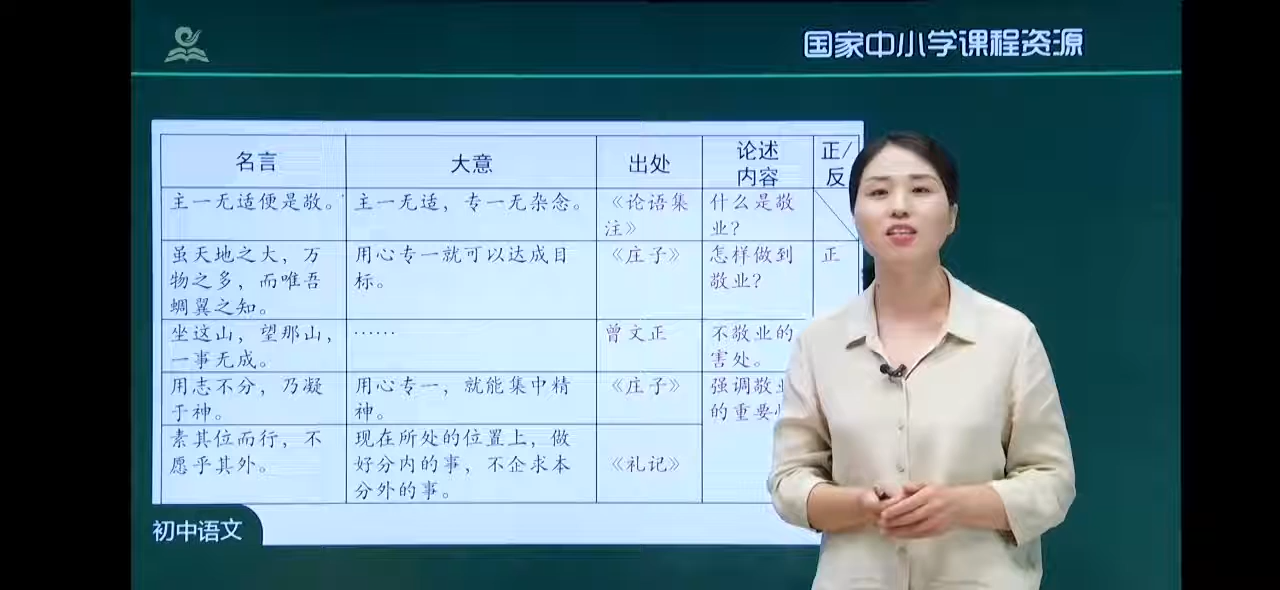 国家中小学课程资源
名言 大意 出处 论述内容 正/反
主一无适便是敬。 主一无适，专一无杂念。 《论语集注》 什么是敬业？
虽天地之大，万物之多，而唯吾蜩翼之知。 用心专一就可以达成目标。 《庄子》 怎样做到敬业？ 正
坐这山，望那山，一事无成。 …… 曾文正 不敬业的害处。
用志不分，乃凝于神。 用心专一，就能集中精神。 《庄子》 强调敬业的重要
素其位而行，不愿乎其外。 现在所处的位置上，做好分内的事，不企求本分外的事。 《礼记》
初中语文